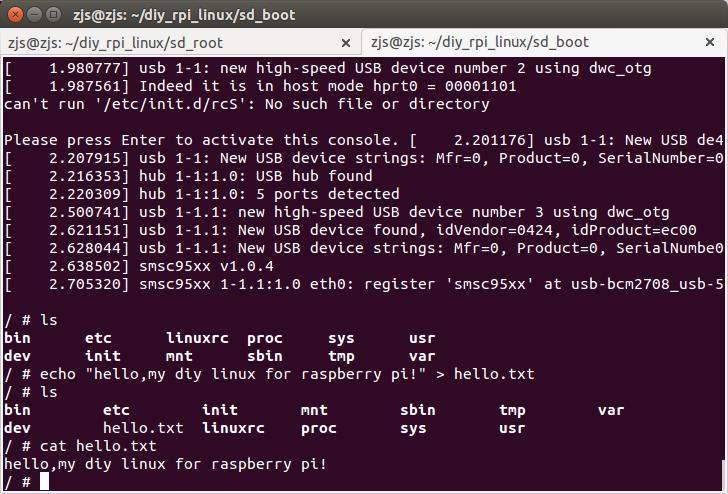 zjs@zjs: ~/diy_rpi_linux/sd_boot
zjs@zjs: ~/diy_rpi_linux/sd_root × zjs@zjs: ~/diy_rpi_linux/sd_boot ×
[    1.980777] usb 1-1: new high-speed USB device number 2 using dwc_otg
[    1.987561] Indeed it is in host mode hprt0 = 00001101
can't run '/etc/init.d/rcS': No such file or directory
Please press Enter to activate this console. [    2.201176] usb 1-1: New USB de4
[    2.207915] usb 1-1: New USB device strings: Mfr=0, Product=0, SerialNumber=0
[    2.216353] hub 1-1:1.0: USB hub found
[    2.220309] hub 1-1:1.0: 5 ports detected
[    2.500741] usb 1-1.1: new high-speed USB device number 3 using dwc_otg
[    2.621151] usb 1-1.1: New USB device found, idVendor=0424, idProduct=ec00
[    2.628044] usb 1-1.1: New USB device strings: Mfr=0, Product=0, SerialNumbe0
[    2.638502] smsc95xx v1.0.4
[    2.705320] smsc95xx 1-1.1:1.0 eth0: register 'smsc95xx' at usb-bcm2708_usb-5
/ # ls
bin      etc      linuxrc  proc     sys      usr
dev      init     mnt      sbin     tmp      var
/ # echo "hello,my diy linux for raspberry pi!" > hello.txt
/ # ls
bin        etc        init       mnt        sbin       tmp        var
dev        hello.txt  linuxrc    proc       sys        usr
/ # cat hello.txt
hello,my diy linux for raspberry pi!
/ #